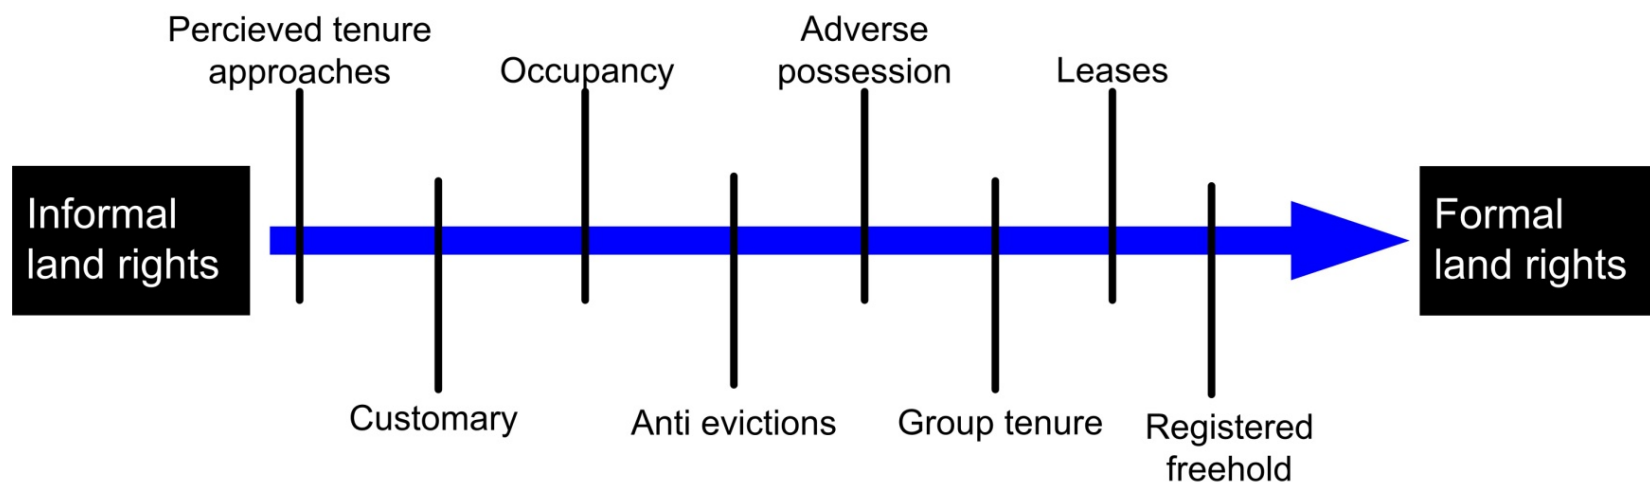 Percieved tenure
approaches
Occupancy
Adverse
possession
Leases
Informal
land rights
Formal
land rights
Customary
Anti evictions
Group tenure
Registered
freehold